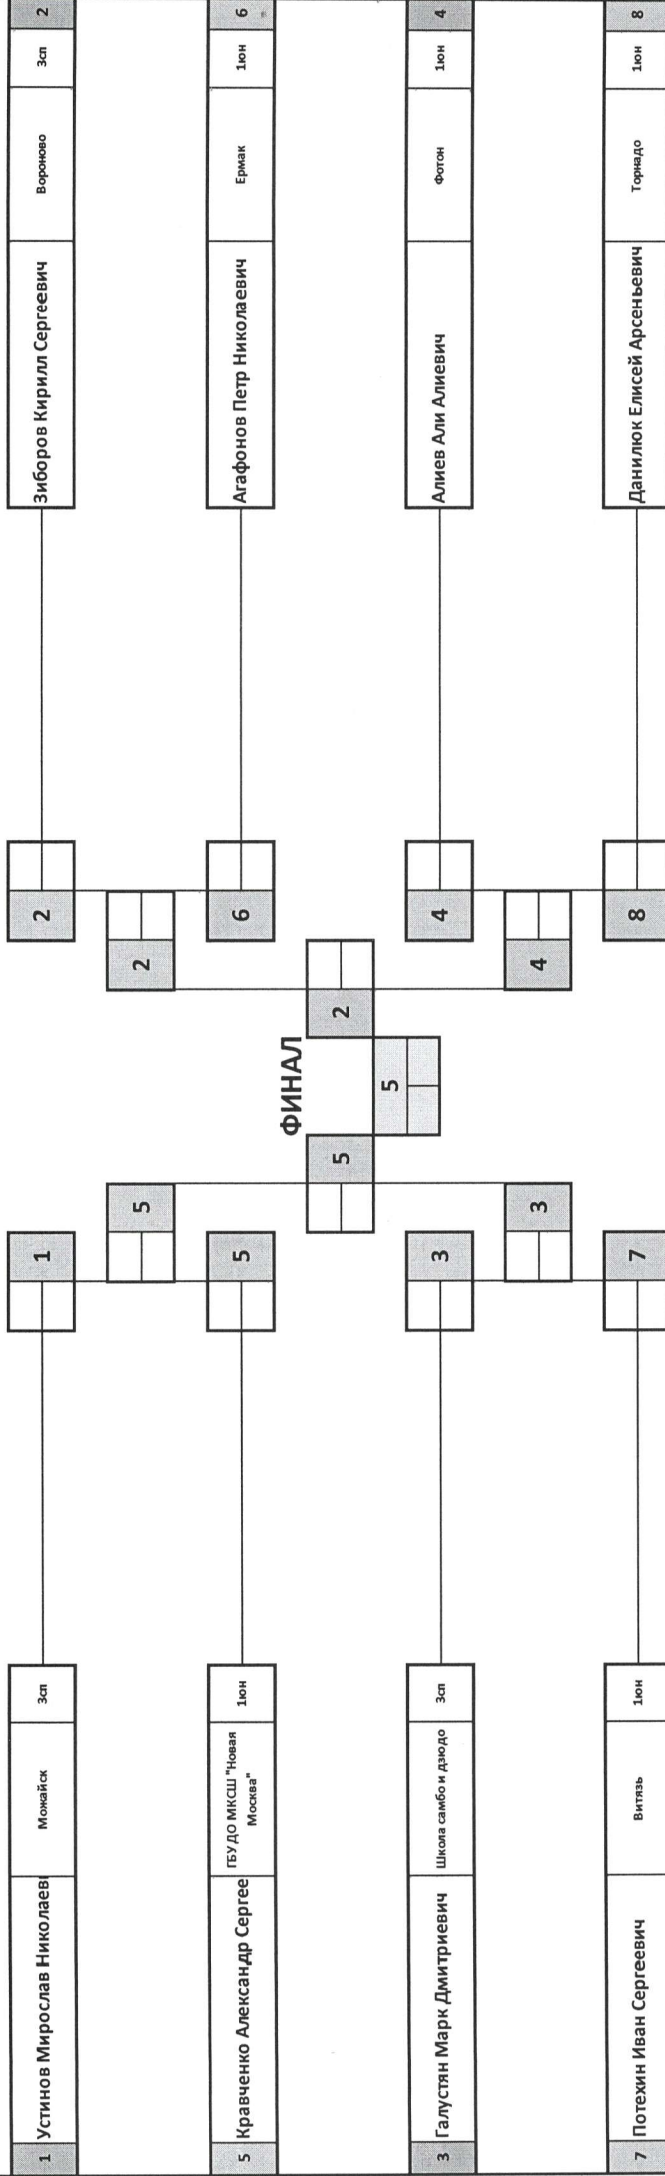 1 Устинов Мирослав Николаеви Можайск 3сп
5 Кравченко Александр Сергее ГБУ ДО МКСШ "Новая
Москва" 1юн
3 Галустян Марк Дмитриевич Школа самбо и дзюдо 3сп
7 Потехин Иван Сергеевич Витязь 1юн
1
5
5
3
3
7
ФИНАЛ
5
5
2
2
2
6
4
4
8
Зиборов Кирилл Сергеевич Вороново 3сп 2
Агафонов Петр Николаевич Ермак 1юн 6
Алиев Али Алиевич Фотон 1юн 4
Данилюк Елисей Арсеньевич Торнадо 1юн 8